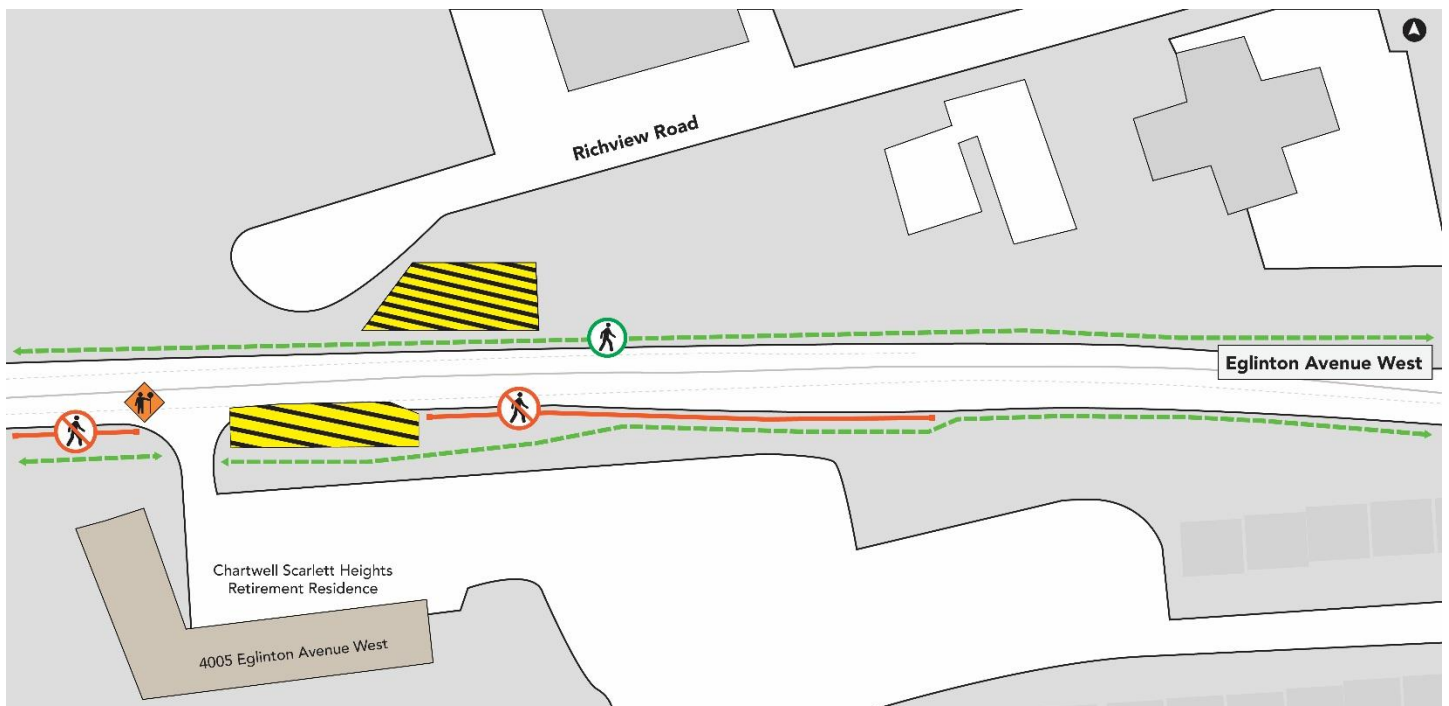 Richview Road
Eglinton Avenue West
Chartwell Scarlett Heights
Retirement Residence
4005 Eglinton Avenue West